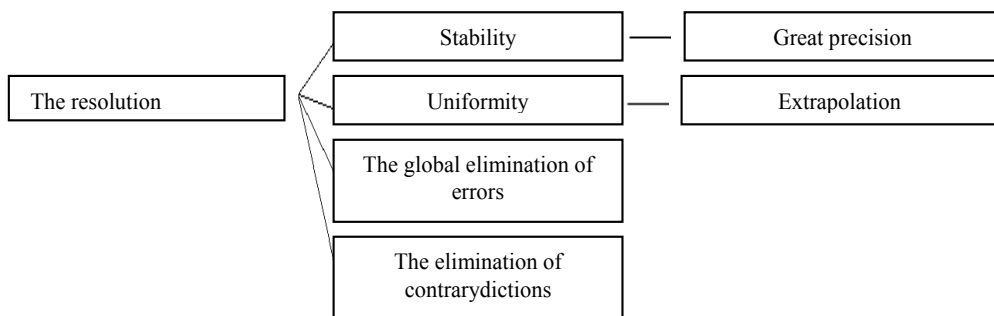 Stability
Great precision
The resolution
Uniformity
Extrapolation
The global elimination of
errors
The elimination of
contrarydictions